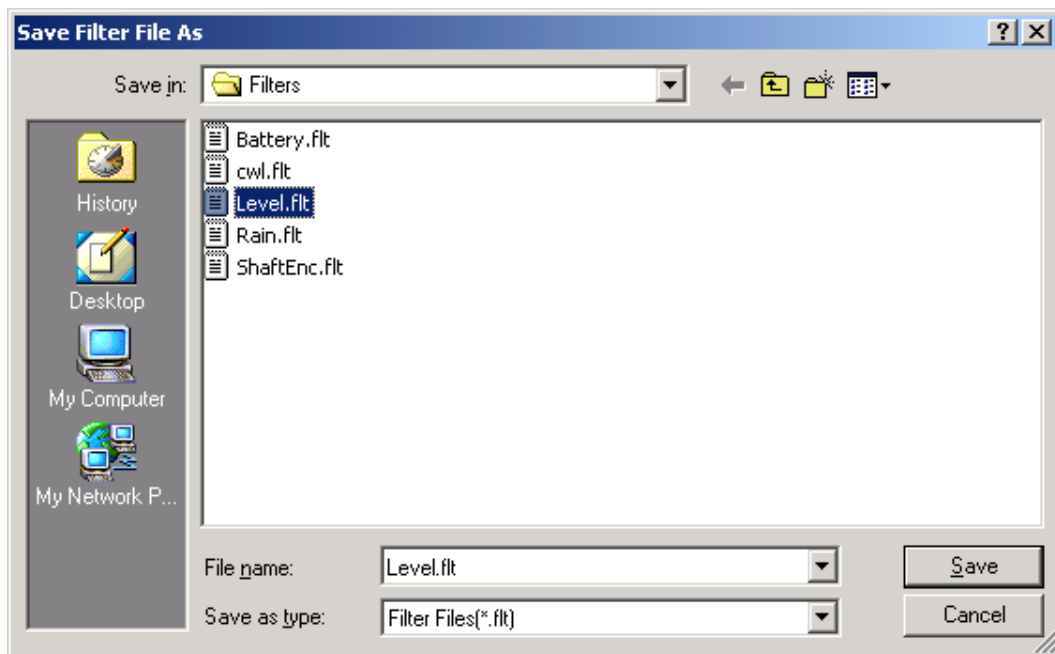 Save Filter File As
Save in: Filters
History
Desktop
My Computer
My Network P...
Battery.flt
cwl.flt
Level.flt
Rain.flt
ShaftEnc.flt
File name: Level.flt
Save
Save as type: Filter Files(*.flt)
Cancel